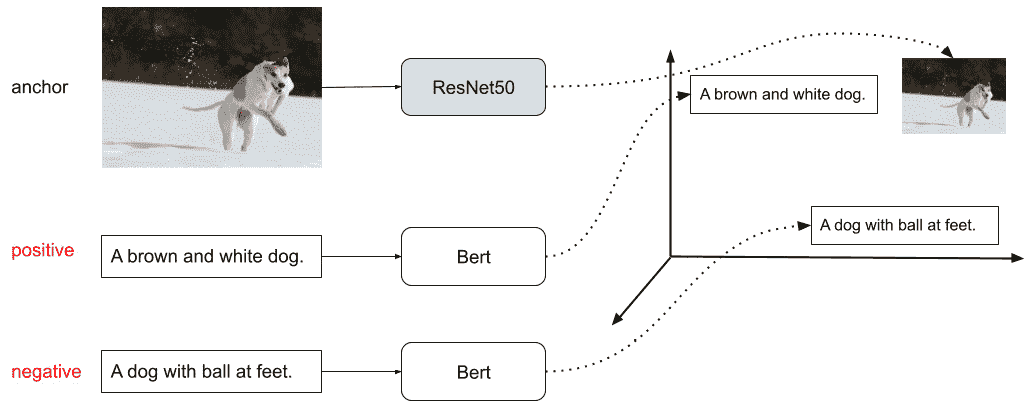 anchor
ResNet50
A brown and white dog.
positive
A brown and white dog.
Bert
A dog with ball at feet.
negative
A dog with ball at feet.
Bert